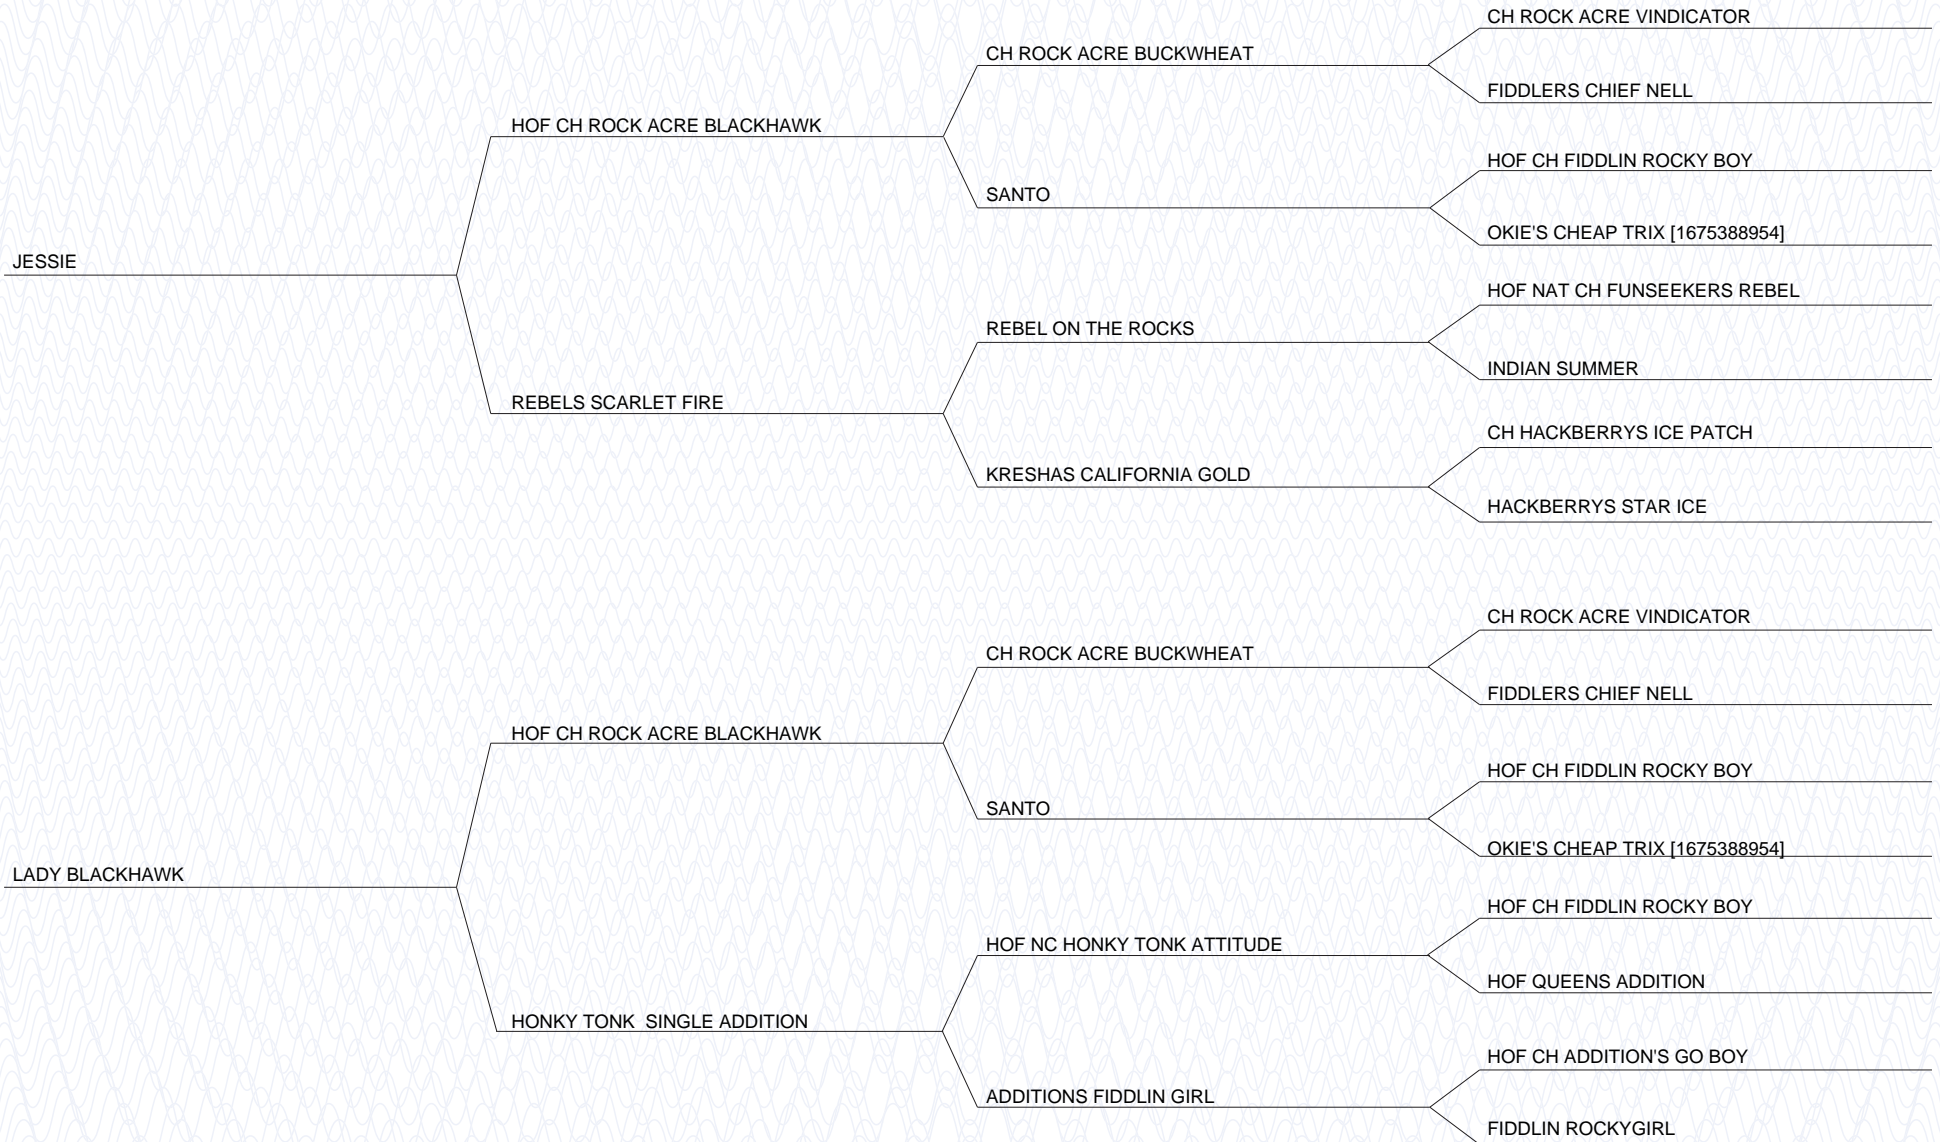 CH ROCK ACRE VINDICATOR
CH ROCK ACRE BUCKWHEAT
FIDDLERS CHIEF NELL
HOF CH ROCK ACRE BLACKHAWK
HOF CH FIDDLIN ROCKY BOY
SANTO
OKIE'S CHEAP TRIX [1675388954]
JESSIE
HOF NAT CH FUNSEEKERS REBEL
REBEL ON THE ROCKS
INDIAN SUMMER
REBELS SCARLET FIRE
CH HACKBERRYS ICE PATCH
KRESHAS CALIFORNIA GOLD
HACKBERRYS STAR ICE
CH ROCK ACRE VINDICATOR
CH ROCK ACRE BUCKWHEAT
FIDDLERS CHIEF NELL
HOF CH ROCK ACRE BLACKHAWK
HOF CH FIDDLIN ROCKY BOY
SANTO
OKIE'S CHEAP TRIX [1675388954]
LADY BLACKHAWK
HOF CH FIDDLIN ROCKY BOY
HOF NC HONKY TONK ATTITUDE
HOF QUEENS ADDITION
HONKY TONK  SINGLE ADDITION
HOF CH ADDITION'S GO BOY
ADDITIONS FIDDLIN GIRL
FIDDLIN ROCKYGIRL